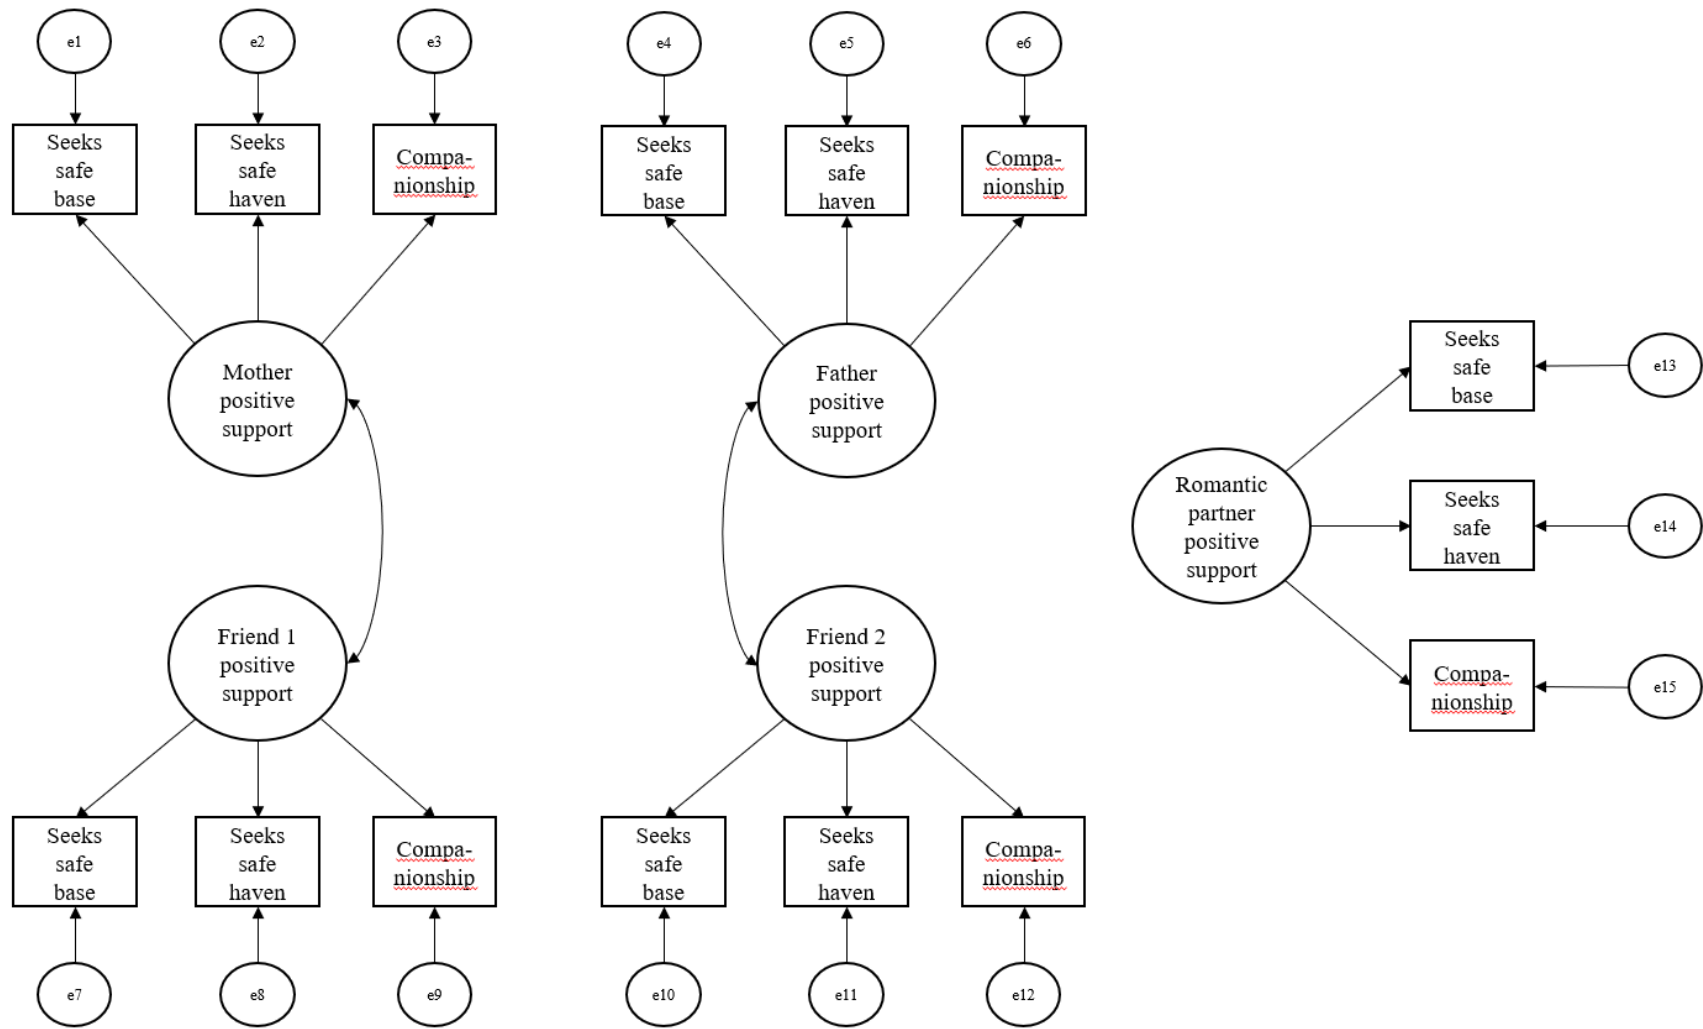 e1
e2
e3
e4
e5
e6
Seeks
safe
base
Seeks
safe
haven
Compa-
nionship
Seeks
safe
base
Seeks
safe
haven
Compa-
nionship
Mother
positive
support
Father
positive
support
Seeks
safe
base
e13
Romantic
partner
positive
support
Seeks
safe
haven
e14
Friend 1
positive
support
Friend 2
positive
support
Compa-
nionship
e15
Seeks
safe
base
Seeks
safe
haven
Compa-
nionship
Seeks
safe
base
Seeks
safe
haven
Compa-
nionship
e7
e8
e9
e10
e11
e12